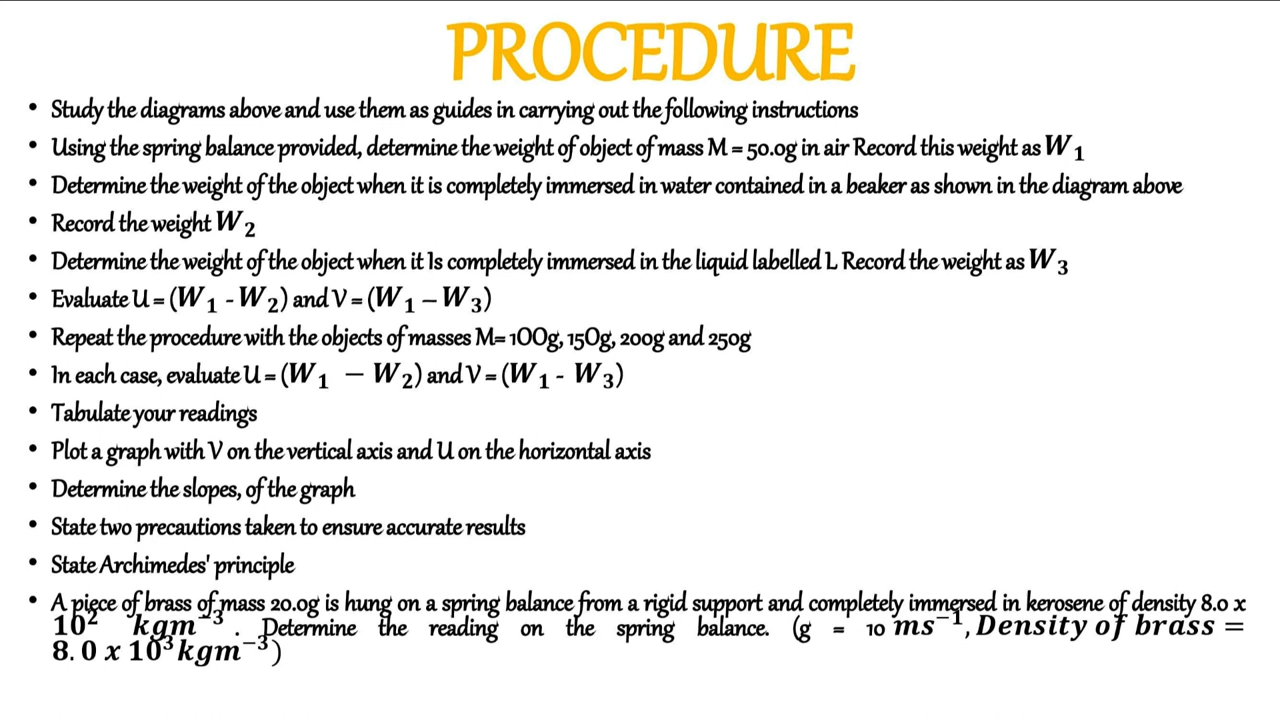 PROCEDURE
• Study the diagrams above and use them as guides in carrying out the following instructions
• Using the spring balance provided, determine the weight of object of mass M = 50.0g in air Record this weight as W₁
• Determine the weight of the object when it is completely immersed in water contained in a beaker as shown in the diagram above
• Record the weight W₂
• Determine the weight of the object when it Is completely immersed in the liquid labelled L Record the weight as W₃
• Evaluate U = (W₁ - W₂) and V = (W₁ – W₃)
• Repeat the procedure with the objects of masses M= 100g, 150g, 200g and 250g
• In each case, evaluate U = (W₁ − W₂) and V = (W₁ - W₃)
• Tabulate your readings
• Plot a graph with V on the vertical axis and U on the horizontal axis
• Determine the slopes, of the graph
• State two precautions taken to ensure accurate results
• State Archimedes' principle
• A piece of brass of mass 20.0g is hung on a spring balance from a rigid support and completely immersed in kerosene of density 8.0 x
10² kgm⁻³ . Determine the reading on the spring balance. (g = 10 ms⁻¹, Density of brass =
8.0 x 10³kgm⁻³)